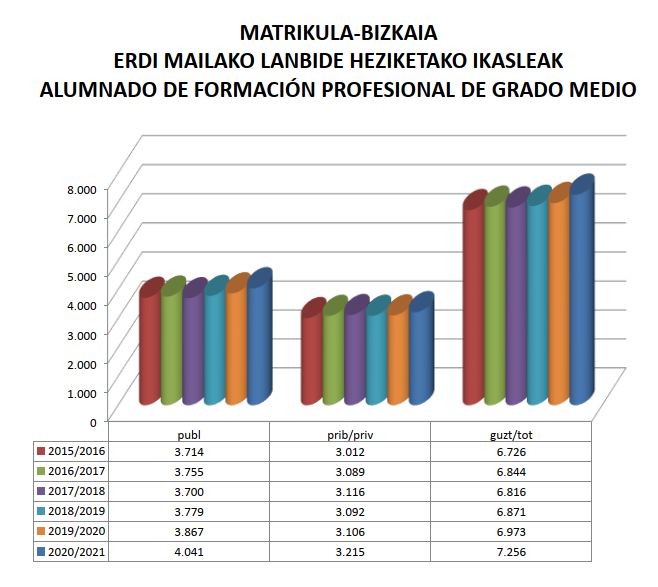 MATRIKULA-BIZKAIA
ERDI MAILAKO LANBIDE HEZIKETAKO IKASLEAK
ALUMNADO DE FORMACIÓN PROFESIONAL DE GRADO MEDIO
8.000
7.000
6.000
5.000
4.000
3.000
2.000
1.000
0
publ prib/priv guzt/tot
2015/2016 3.714 3.012 6.726
2016/2017 3.755 3.089 6.844
2017/2018 3.700 3.116 6.816
2018/2019 3.779 3.092 6.871
2019/2020 3.867 3.106 6.973
2020/2021 4.041 3.215 7.256